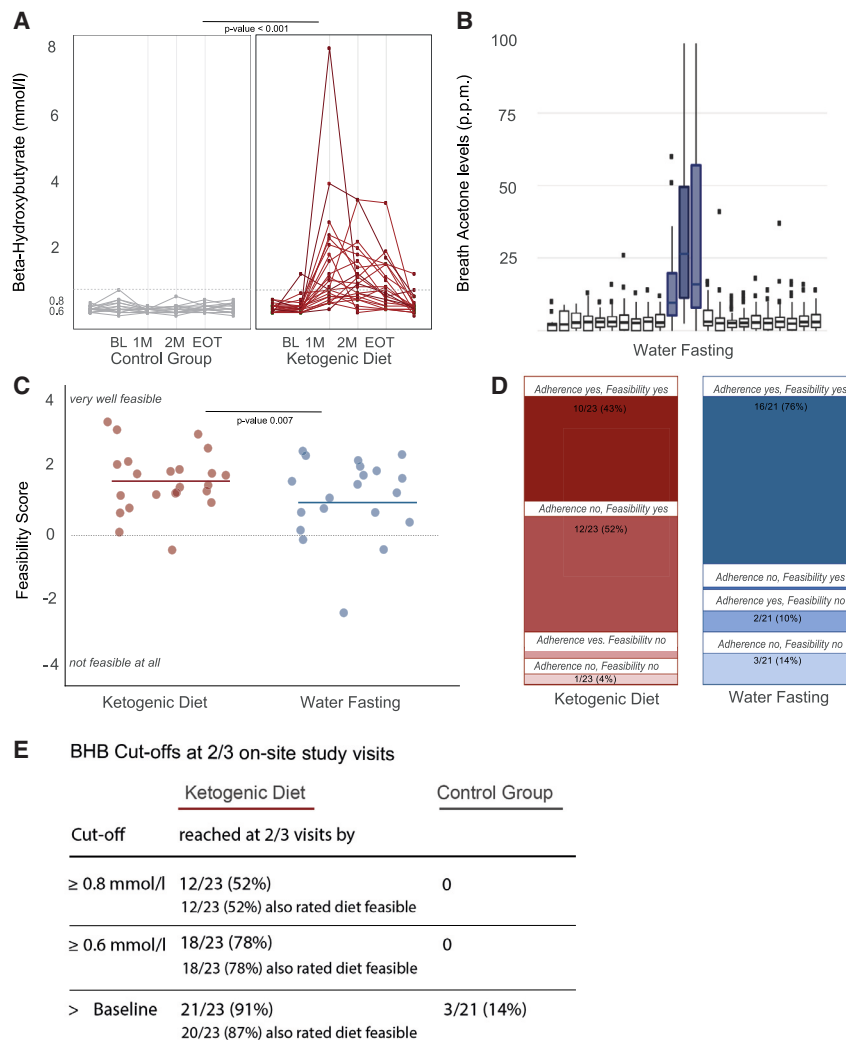 A
p-value < 0.001
Beta-Hydroxybutyrate (mmol/l)
8
6
4
2
0.8
0.6
BL 1M 2M EOT
Control Group
Ketogenic Diet
B
Breath Acetone levels (p.p.m.)
100
75
50
25
Water Fasting
C
Feasibility Score
4
2
0
-2
-4
very well feasible
p-value 0.007
not feasible at all
Ketogenic Diet
Water Fasting
D
Adherence yes, Feasibility yes
10/23 (43%)
Adherence no, Feasibility yes
12/23 (52%)
Adherence yes. Feasibility no
Adherence no, Feasibility no
1/23 (4%)
Ketogenic Diet
Adherence yes, Feasibility yes
16/21 (76%)
Adherence no, Feasibility yes
Adherence yes, Feasibility no
2/21 (10%)
Adherence no, Feasibility no
3/21 (14%)
Water Fasting
E
BHB Cut-offs at 2/3 on-site study visits
Ketogenic Diet
Control Group
Cut-off
reached at 2/3 visits by
≥ 0.8 mmol/l
12/23 (52%)
0
12/23 (52%) also rated diet feasible
≥ 0.6 mmol/l
18/23 (78%)
0
18/23 (78%) also rated diet feasible
> Baseline
21/23 (91%)
3/21 (14%)
20/23 (87%) also rated diet feasible
BL 1M 2M EOT